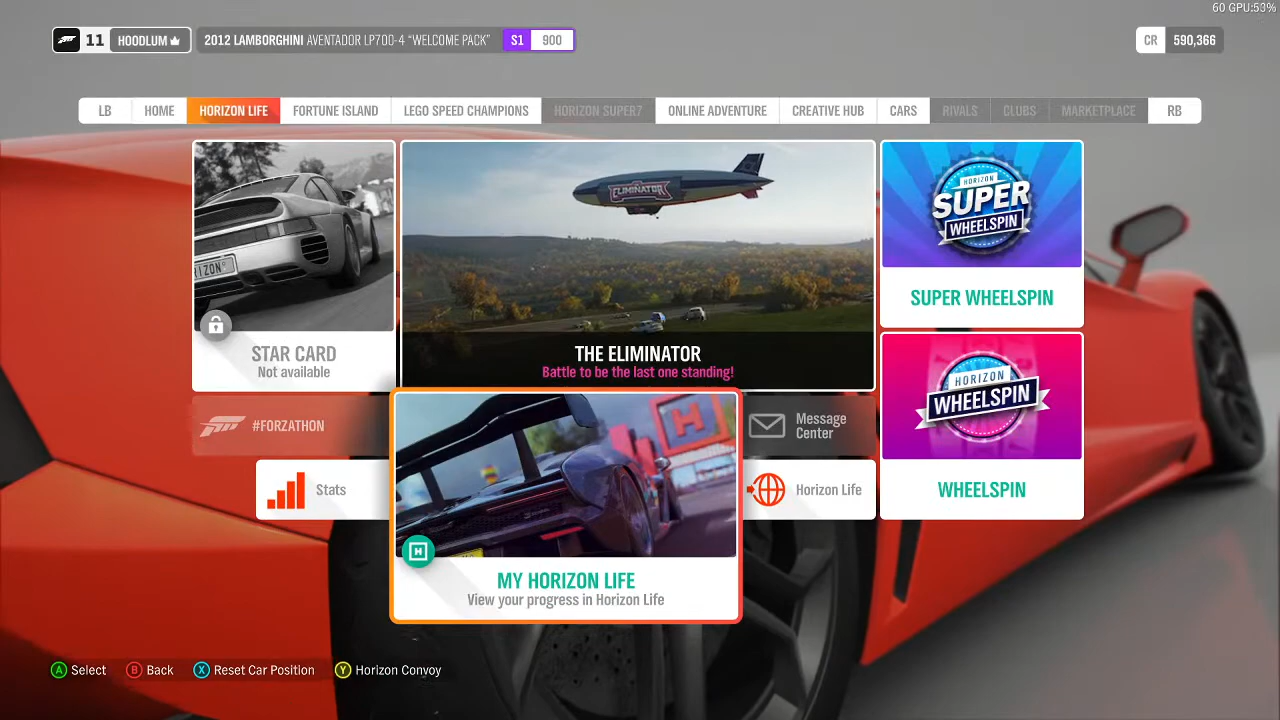 60 GPU:53%
11 HOODLUM 2012 LAMBORGHINI AVENTADOR LP700-4 "WELCOME PACK" S1 900 CR 590,366
LB HOME HORIZON LIFE FORTUNE ISLAND LEGO SPEED CHAMPIONS HORIZON SUPER7 ONLINE ADVENTURE CREATIVE HUB CARS RIVALS CLUBS MARKETPLACE RB
RIZON
STAR CARD
Not available
ELIMINATOR
THE ELIMINATOR
Battle to be the last one standing!
HORIZON
SUPER
WHEELSPIN
SUPER WHEELSPIN
#FORZATHON
Stats
H
H
MY HORIZON LIFE
View your progress in Horizon Life
Message
Center
Horizon Life
HORIZON
WHEELSPIN
WHEELSPIN
A Select B Back X Reset Car Position Y Horizon Convoy